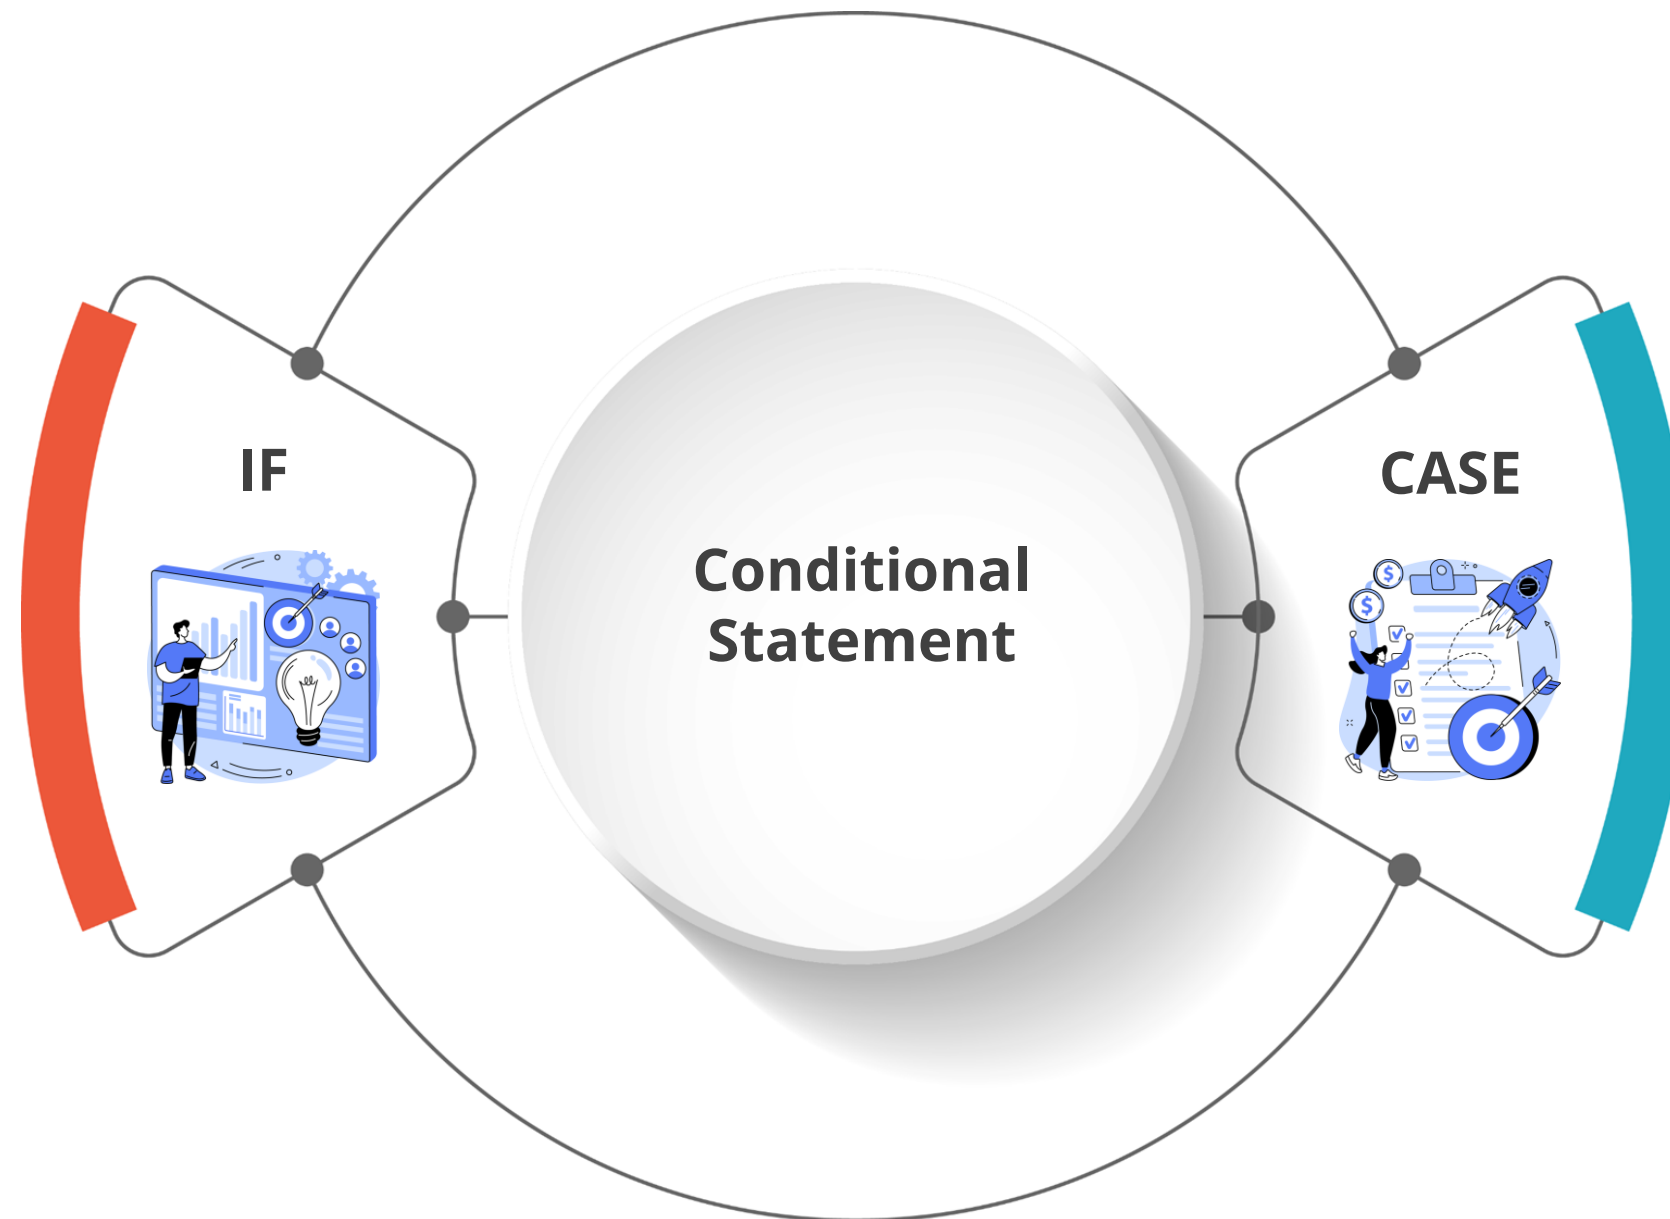 IF
CASE
Conditional
Statement
$
$